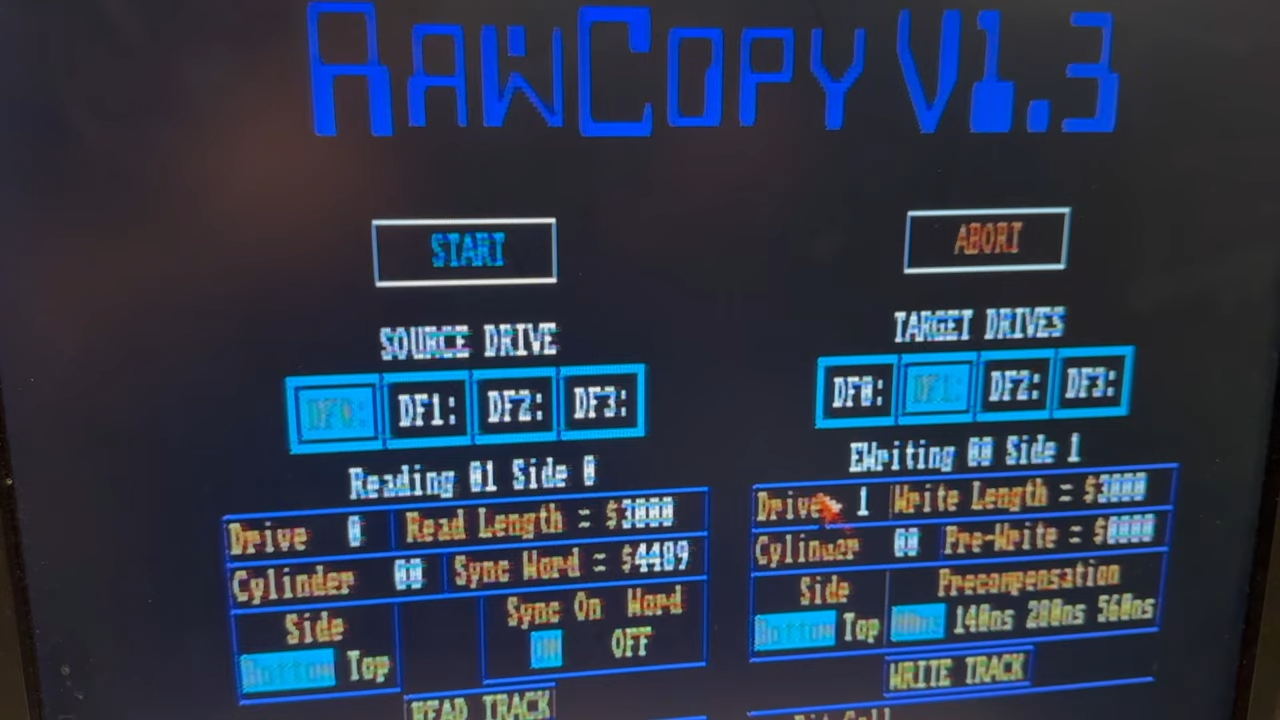 RAWCOPY V1.3
START
ABORT
SOURCE DRIVE
TARGET DRIVES
DF0: DF1: DF2: DF3:
DF0: DF1: DF2: DF3:
Reading 01 Side 0
EWriting 00 Side 1
Drive 0 Read Length = $3000
Drive 1 Write Length = $3000
Cylinder 00 Sync Word = $4489
Cylinder 00 Pre-Write = $0000
Side
Sync On Word
Side
Precompensation
Bottom Top
ON OFF
Bottom Top
140ns 280ns 560ns
READ TRACK
WRITE TRACK
Bit Cell